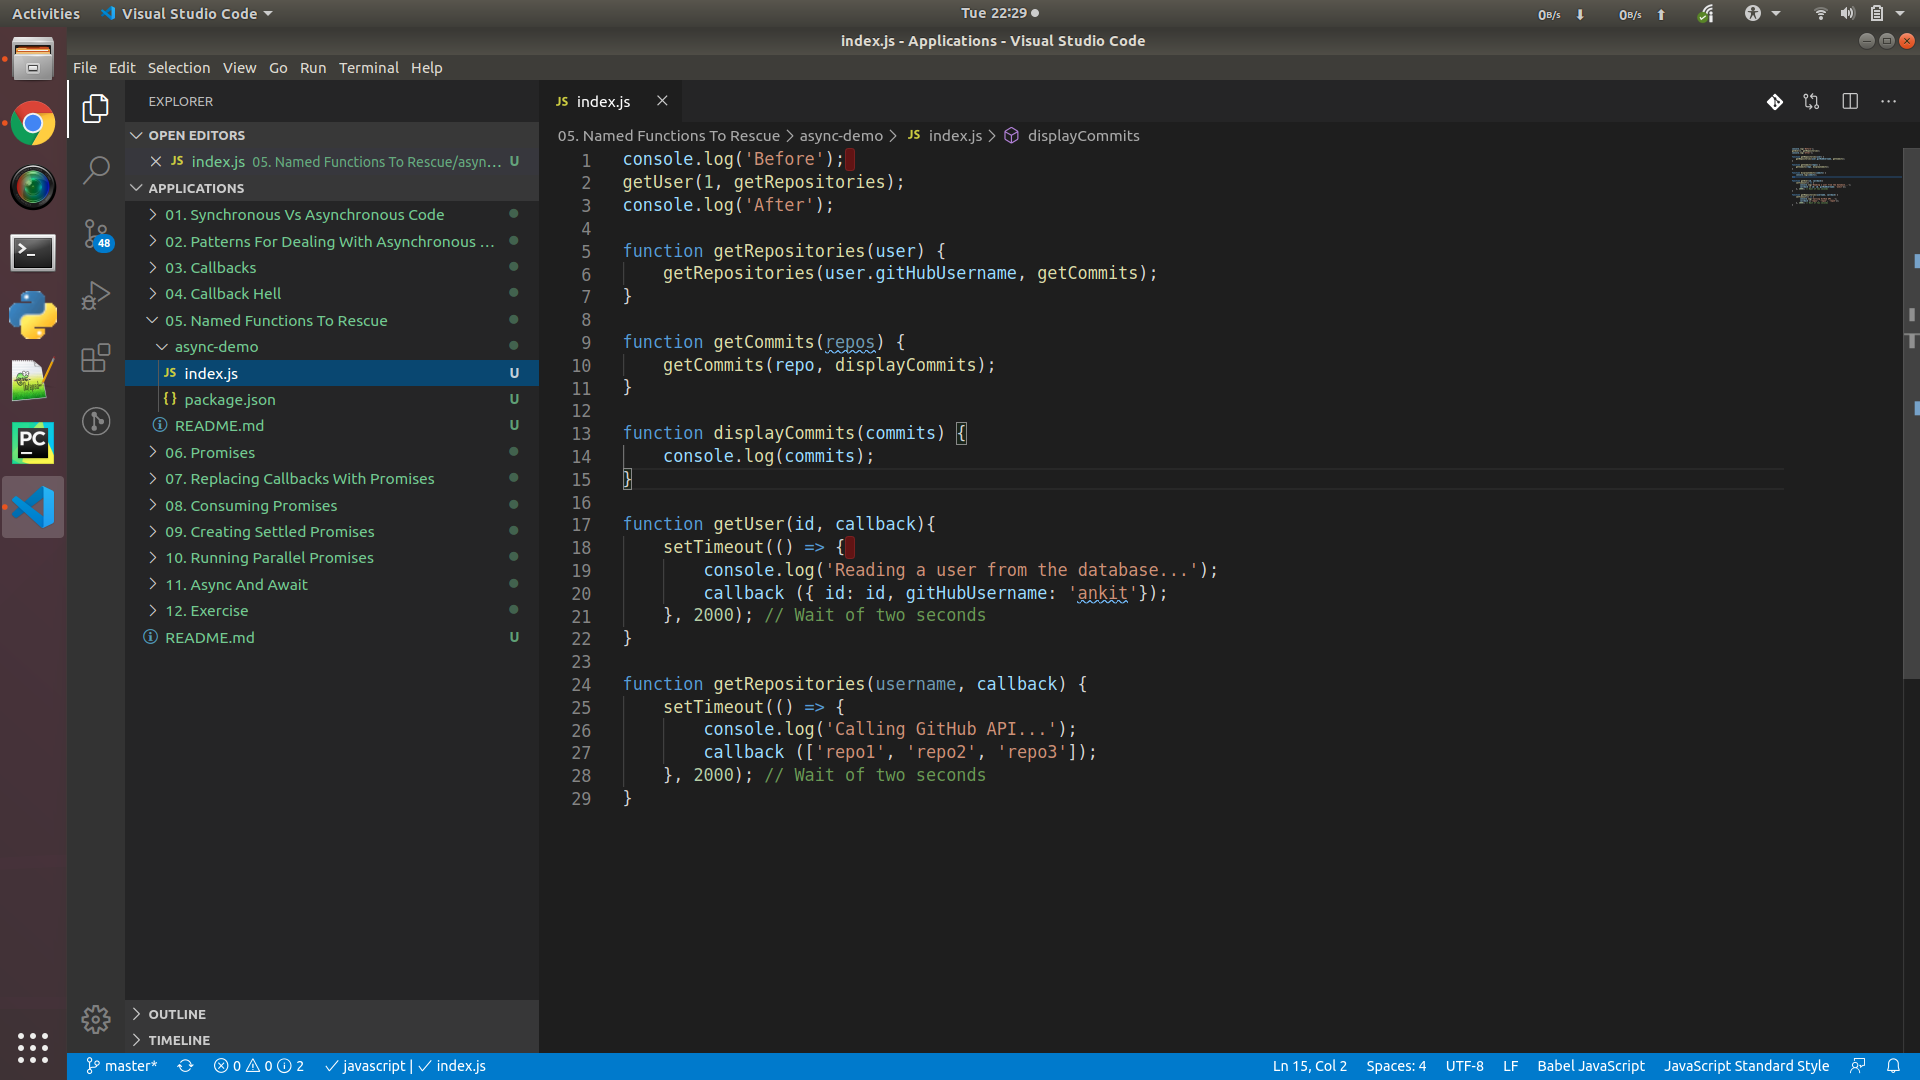 Activities Visual Studio Code Tue 22:29 0B/s 0B/s
index.js - Applications - Visual Studio Code
File Edit Selection View Go Run Terminal Help
EXPLORER
OPEN EDITORS
JS index.js 05. Named Functions To Rescue/asyn... U
APPLICATIONS
01. Synchronous Vs Asynchronous Code
02. Patterns For Dealing With Asynchronous ...
03. Callbacks
04. Callback Hell
05. Named Functions To Rescue
async-demo
JS index.js U
{} package.json U
README.md U
06. Promises
07. Replacing Callbacks With Promises
08. Consuming Promises
09. Creating Settled Promises
10. Running Parallel Promises
11. Async And Await
12. Exercise
README.md U
OUTLINE
TIMELINE
48
PC
JS index.js
05. Named Functions To Rescue > async-demo > JS index.js > displayCommits
1 console.log('Before');
2 getUser(1, getRepositories);
3 console.log('After');
4
5 function getRepositories(user) {
6 getRepositories(user.gitHubUsername, getCommits);
7 }
8
9 function getCommits(repos) {
10 getCommits(repo, displayCommits);
11 }
12
13 function displayCommits(commits) {
14 console.log(commits);
15 }
16
17 function getUser(id, callback){
18 setTimeout(() => {
19 console.log('Reading a user from the database...');
20 callback ({ id: id, gitHubUsername: 'ankit'});
21 }, 2000); // Wait of two seconds
22 }
23
24 function getRepositories(username, callback) {
25 setTimeout(() => {
26 console.log('Calling GitHub API...');
27 callback (['repo1', 'repo2', 'repo3']);
28 }, 2000); // Wait of two seconds
29 }
master* 0 0 2 javascript | index.js Ln 15, Col 2 Spaces: 4 UTF-8 LF Babel JavaScript JavaScript Standard Style